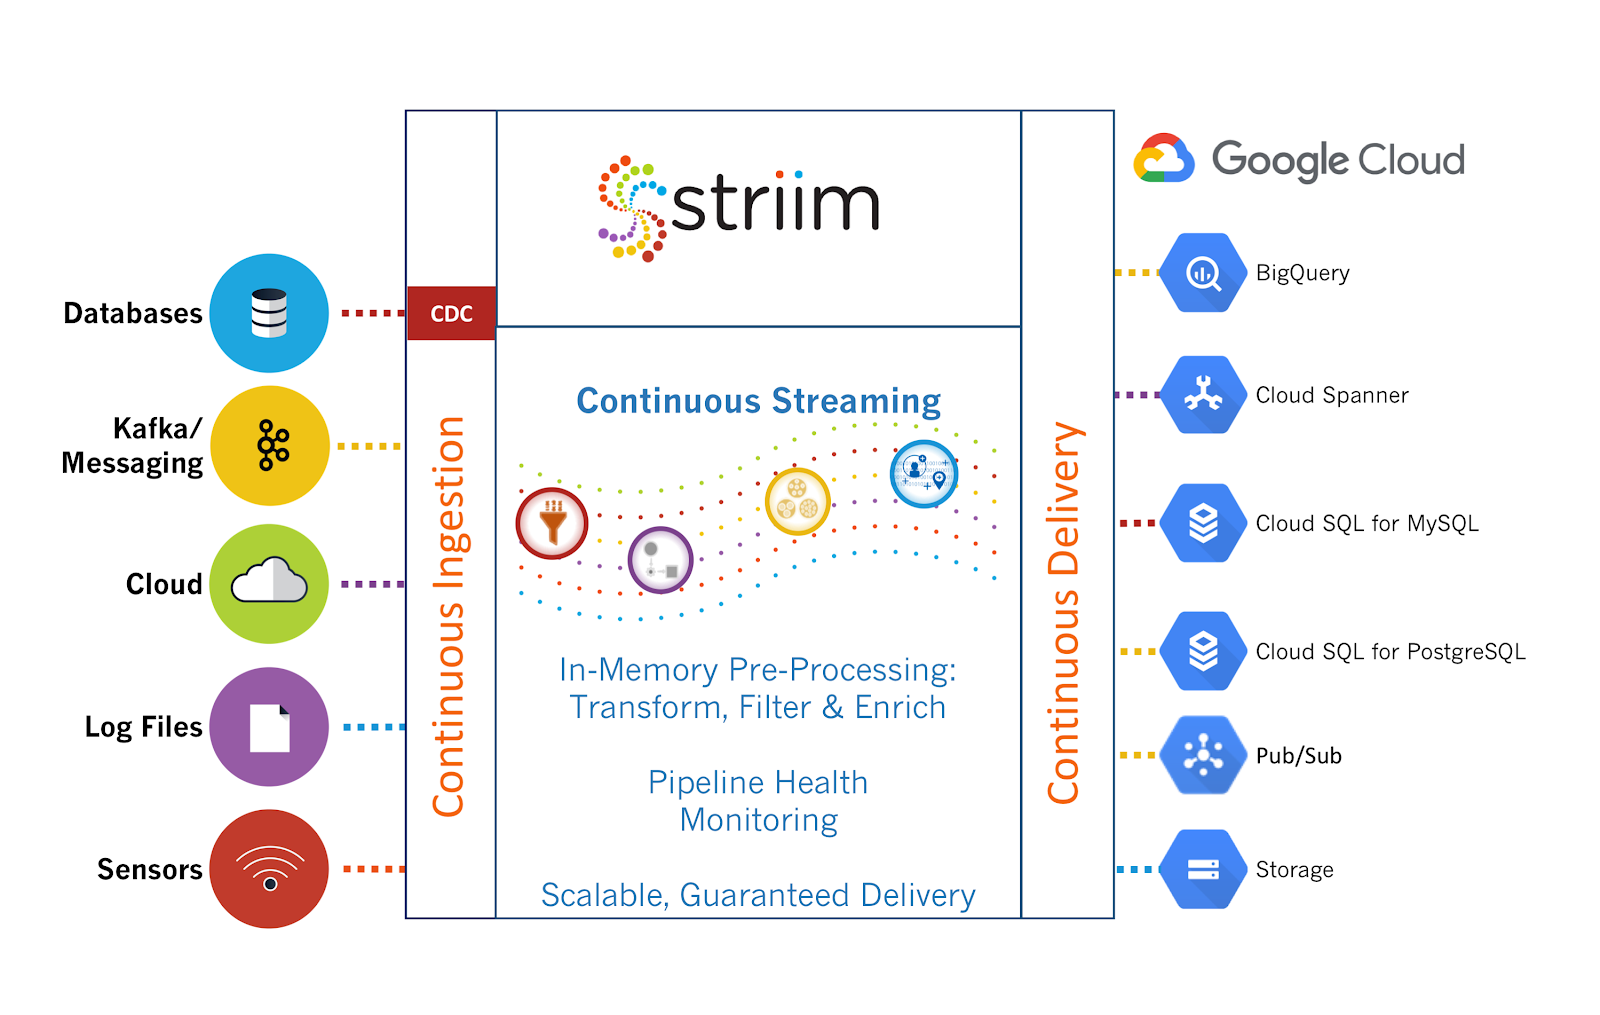 striim
Google Cloud
Databases
CDC
Kafka/
Messaging
Cloud
Log Files
Sensors
Continuous Ingestion
Continuous Streaming
In-Memory Pre-Processing:
Transform, Filter & Enrich
Pipeline Health
Monitoring
Scalable, Guaranteed Delivery
Continuous Delivery
BigQuery
Cloud Spanner
Cloud SQL for MySQL
Cloud SQL for PostgreSQL
Pub/Sub
Storage